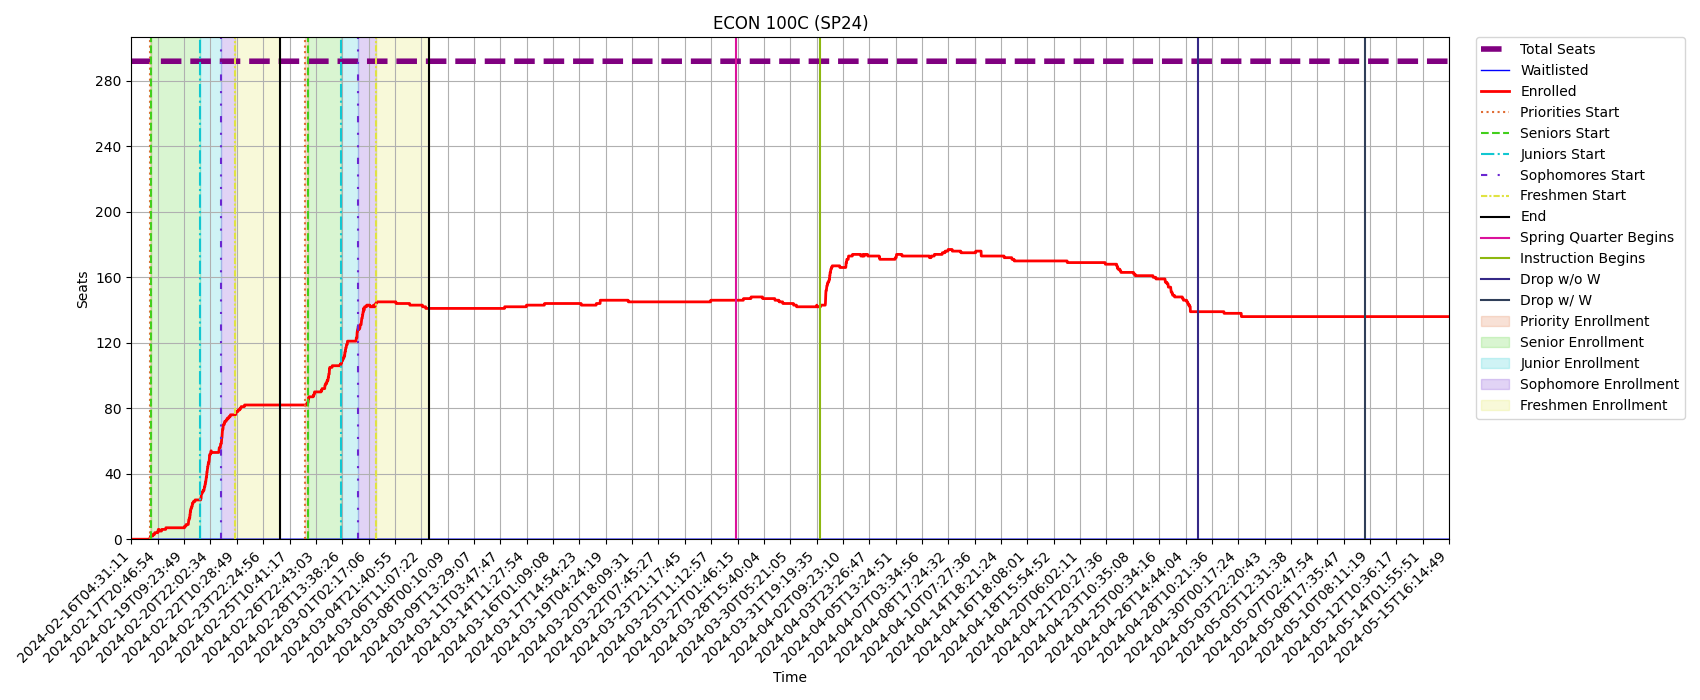 ECON 100C (SP24)
Seats
280
240
200
160
120
80
40
0
2024-02-16T04:31:11
2024-02-17T20:46:54
2024-02-19T09:23:49
2024-02-20T22:02:34
2024-02-22T10:28:49
2024-02-23T22:24:56
2024-02-25T10:41:17
2024-02-26T22:43:03
2024-02-28T13:38:26
2024-03-01T02:17:06
2024-03-04T21:40:55
2024-03-06T11:07:22
2024-03-08T00:10:09
2024-03-09T13:29:07
2024-03-11T03:47:47
2024-03-14T11:27:54
2024-03-16T01:09:08
2024-03-17T14:54:23
2024-03-19T04:24:19
2024-03-20T18:09:31
2024-03-22T07:45:27
2024-03-23T21:17:45
2024-03-25T11:12:57
2024-03-27T01:46:15
2024-03-28T15:40:04
2024-03-30T05:21:05
2024-03-31T19:19:35
2024-04-02T09:23:10
2024-04-03T23:26:47
2024-04-05T13:24:51
2024-04-07T03:34:56
2024-04-08T17:24:32
2024-04-10T07:27:36
2024-04-14T18:21:24
2024-04-16T18:08:01
2024-04-18T15:54:52
2024-04-20T06:02:11
2024-04-21T20:27:36
2024-04-23T10:35:08
2024-04-25T00:34:16
2024-04-26T14:44:04
2024-04-28T10:21:36
2024-04-30T00:17:24
2024-05-03T22:20:43
2024-05-05T12:31:38
2024-05-07T02:47:54
2024-05-08T17:35:47
2024-05-10T08:11:19
2024-05-12T10:36:17
2024-05-14T01:55:51
2024-05-15T16:14:49
Time
Total Seats
Waitlisted
Enrolled
Priorities Start
Seniors Start
Juniors Start
Sophomores Start
Freshmen Start
End
Spring Quarter Begins
Instruction Begins
Drop w/o W
Drop w/ W
Priority Enrollment
Senior Enrollment
Junior Enrollment
Sophomore Enrollment
Freshmen Enrollment